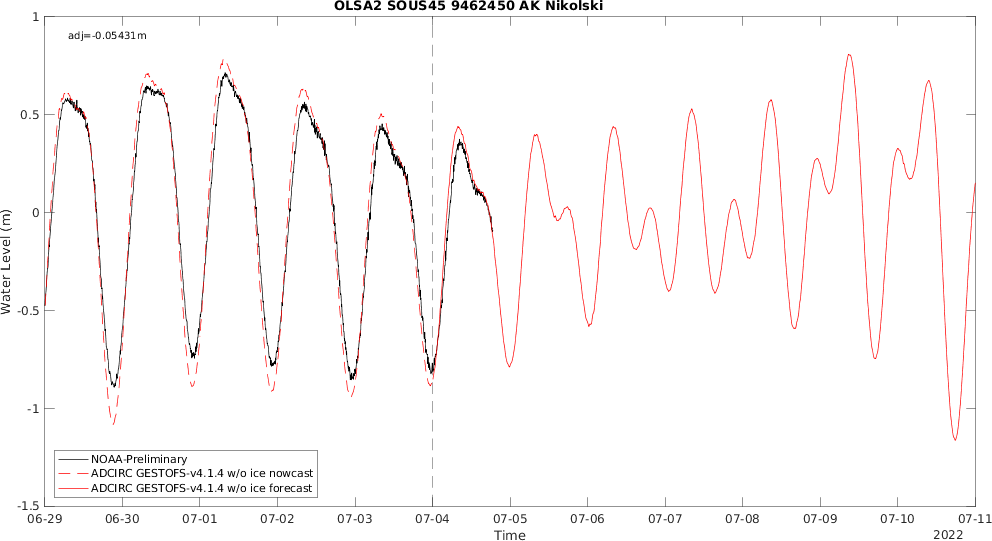 OLSA2 SOUS45 9462450 AK Nikolski
adj=-0.05431m
1
0.5
0
-0.5
-1
-1.5
Water Level (m)
NOAA-Preliminary
ADCIRC GESTOFS-v4.1.4 w/o ice nowcast
ADCIRC GESTOFS-v4.1.4 w/o ice forecast
06-29 06-30 07-01 07-02 07-03 07-04 07-05 07-06 07-07 07-08 07-09 07-10 07-11
Time
2022